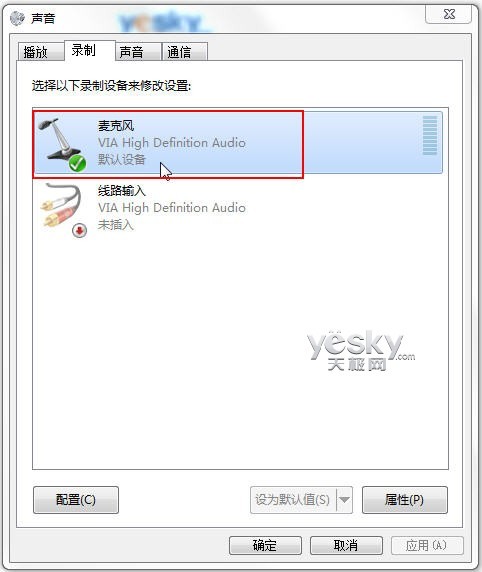 声音
yesky
播放 录制 声音 通信
选择以下录制设备来修改设置:
麦克风
VIA High Definition Audio
默认设备
线路输入
VIA High Definition Audio
未插入
yesky.com
天极网
配置(C) 设为默认值(S) 属性(P)
确定 取消 应用(A)